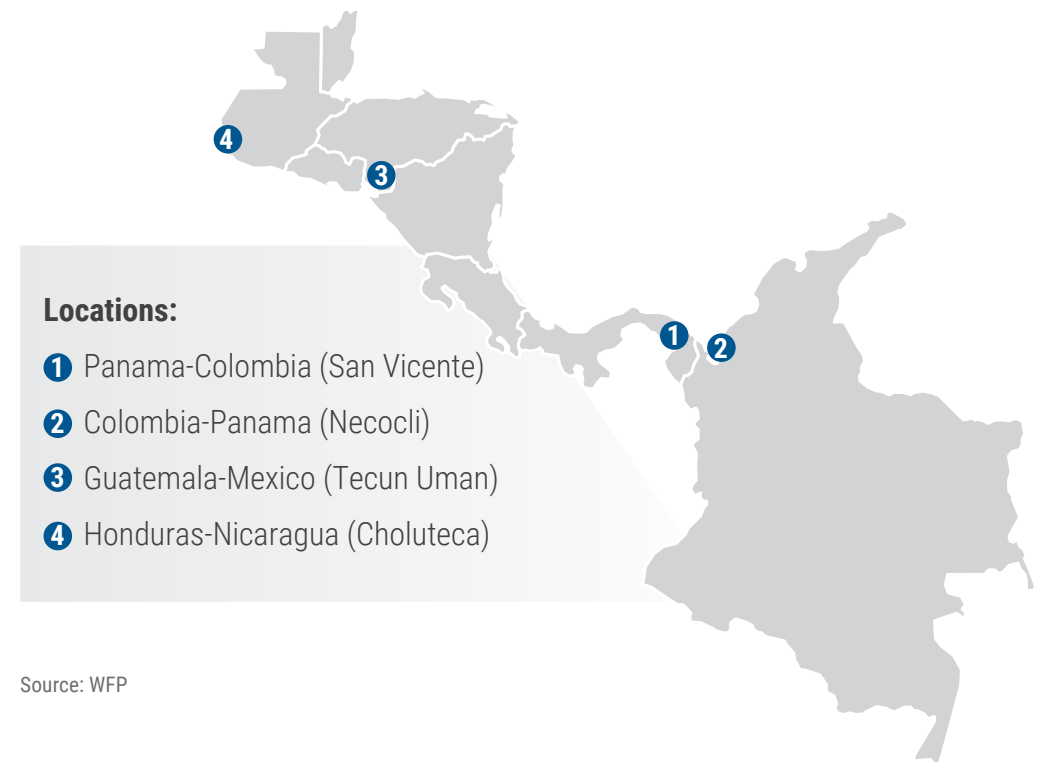 4
3
1
2
Locations:
1 Panama-Colombia (San Vicente)
2 Colombia-Panama (Necocli)
3 Guatemala-Mexico (Tecun Uman)
4 Honduras-Nicaragua (Choluteca)
Source: WFP